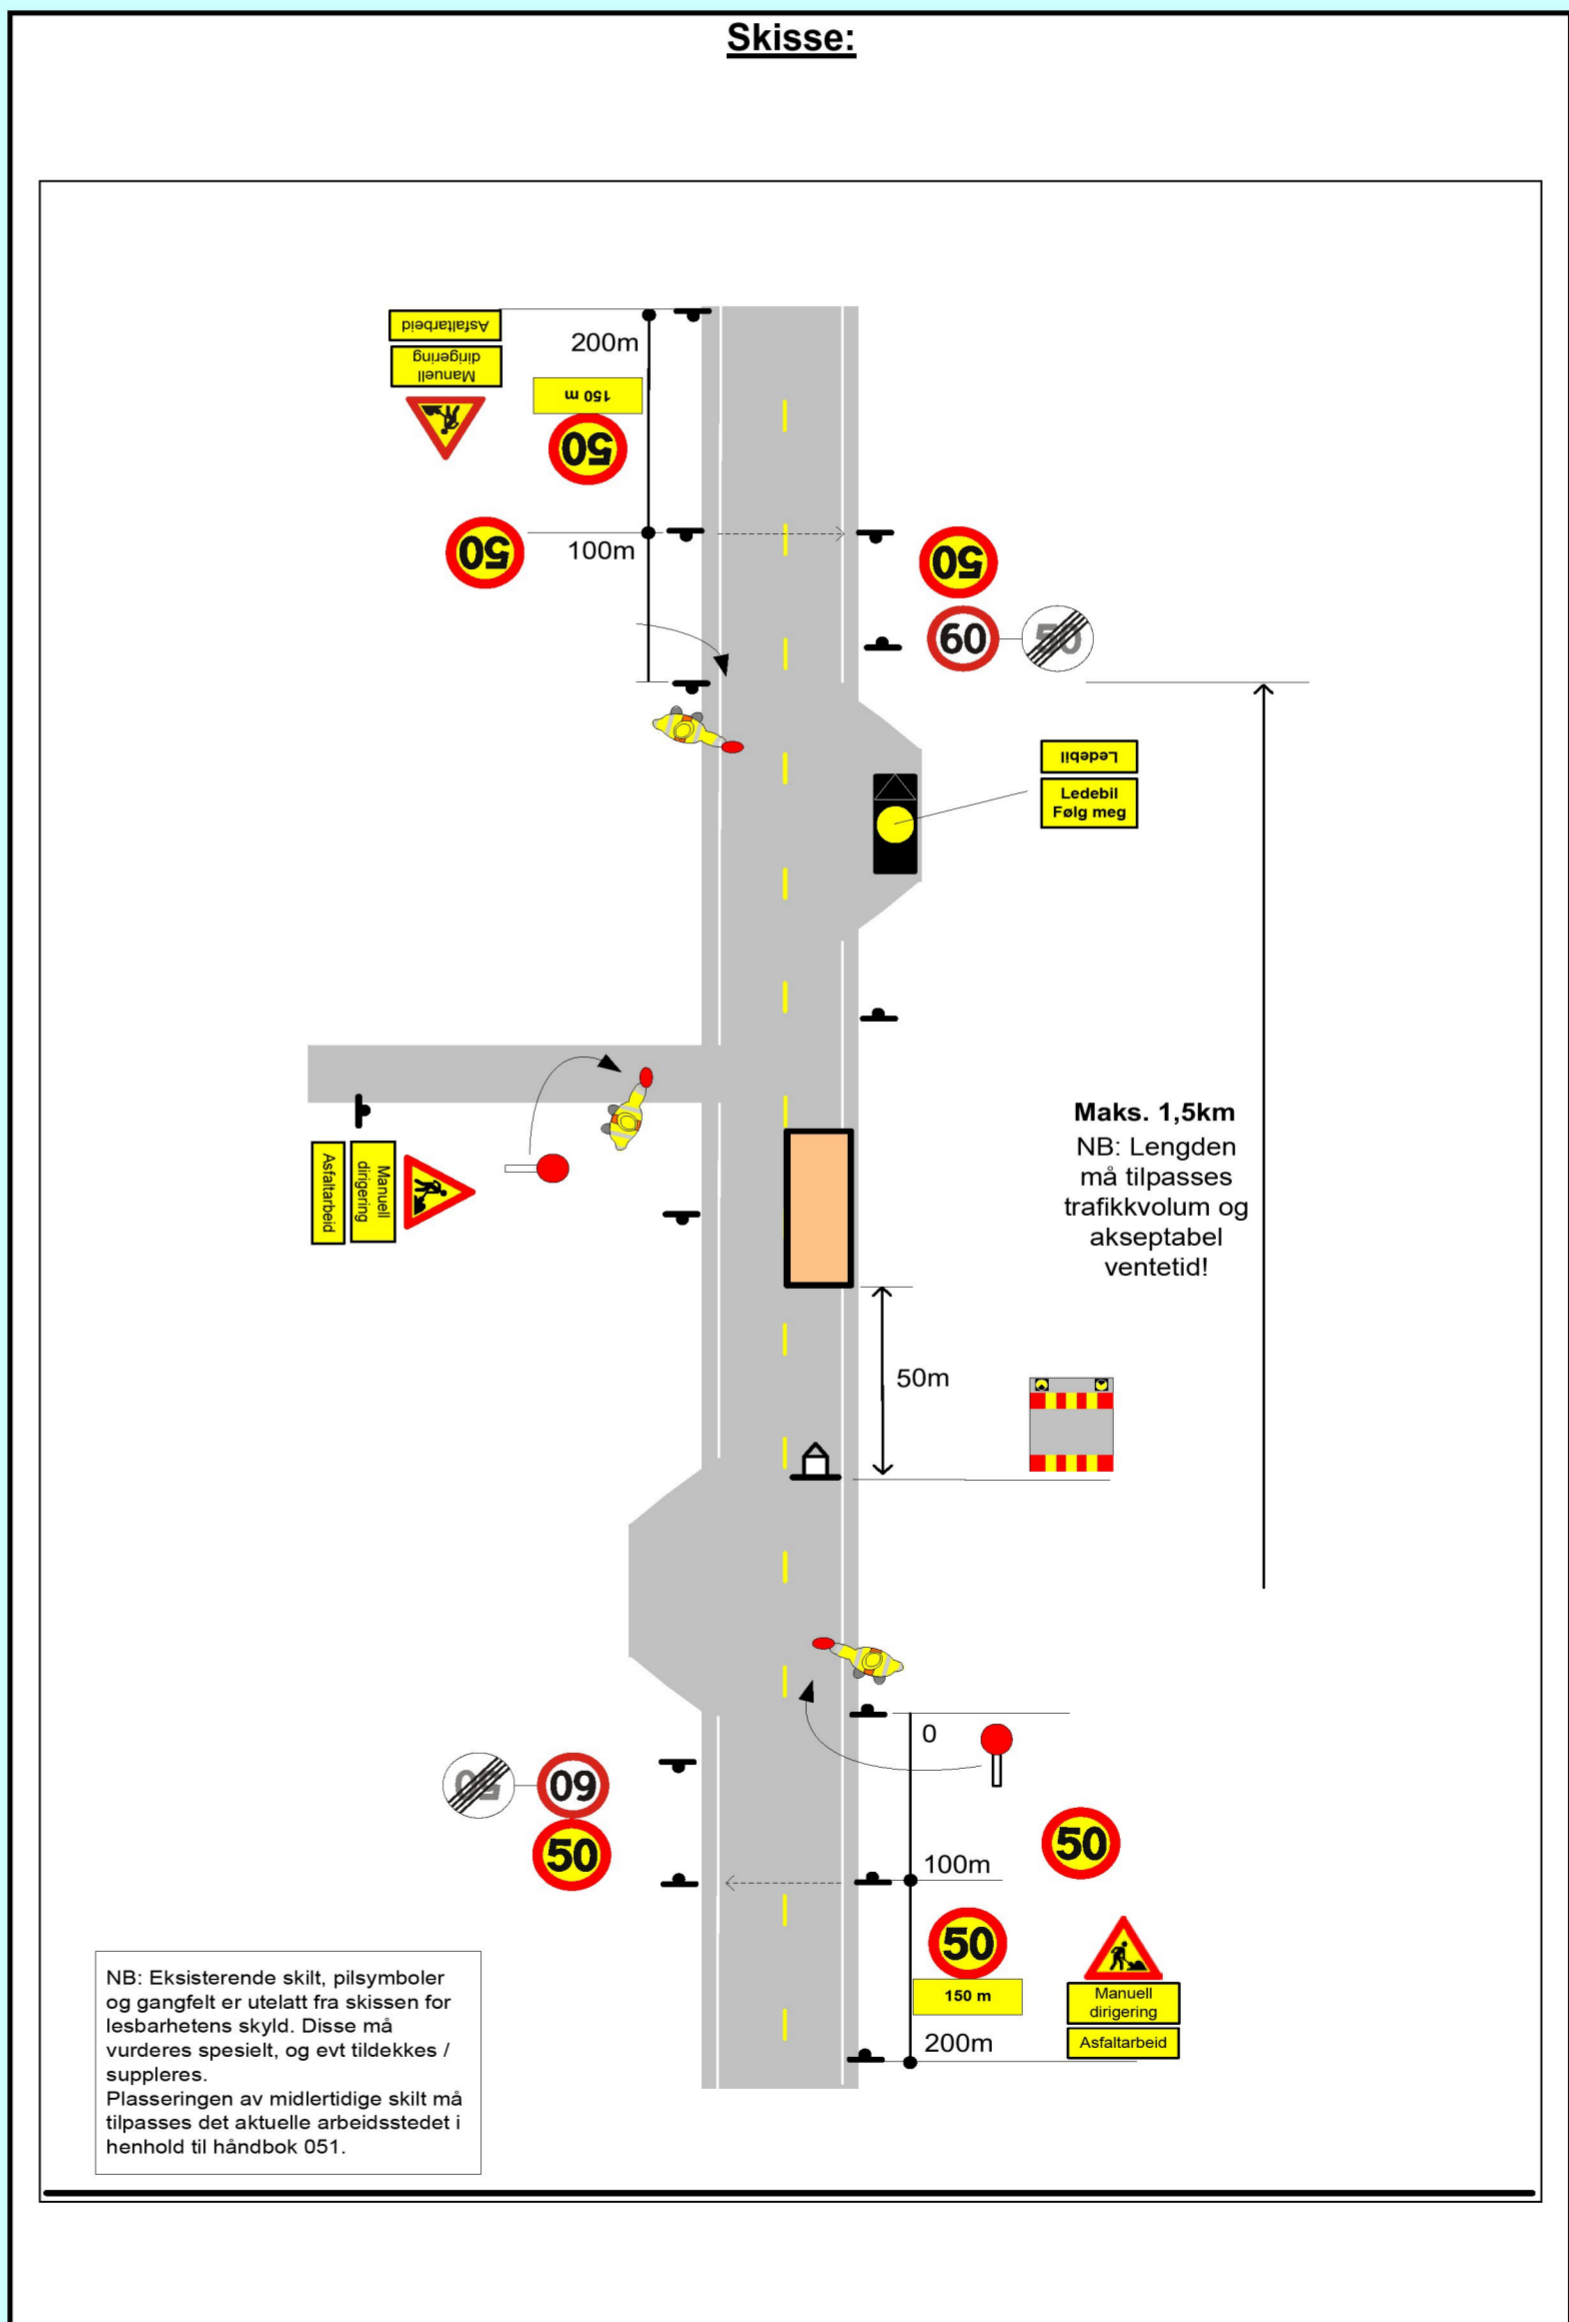 Skisse:
Asfaltarbeid
Manuell
dirigering
200m
150 m
50
50
100m
50
60
50
Ledebil
Ledebil
Følg meg
Manuell
dirigering
Asfaltarbeid
Maks. 1,5km
NB: Lengden
må tilpasses
trafikkvolum og
akseptabel
ventetid!
50m
0
50
60
50
50
100m
50
150 m
Manuell
dirigering
Asfaltarbeid
200m
NB: Eksisterende skilt, pilsymboler
og gangfelt er utelatt fra skissen for
lesbarhetens skyld. Disse må
vurderes spesielt, og evt tildekkes /
suppleres.
Plasseringen av midlertidige skilt må
tilpasses det aktuelle arbeidsstedet i
henhold til håndbok 051.